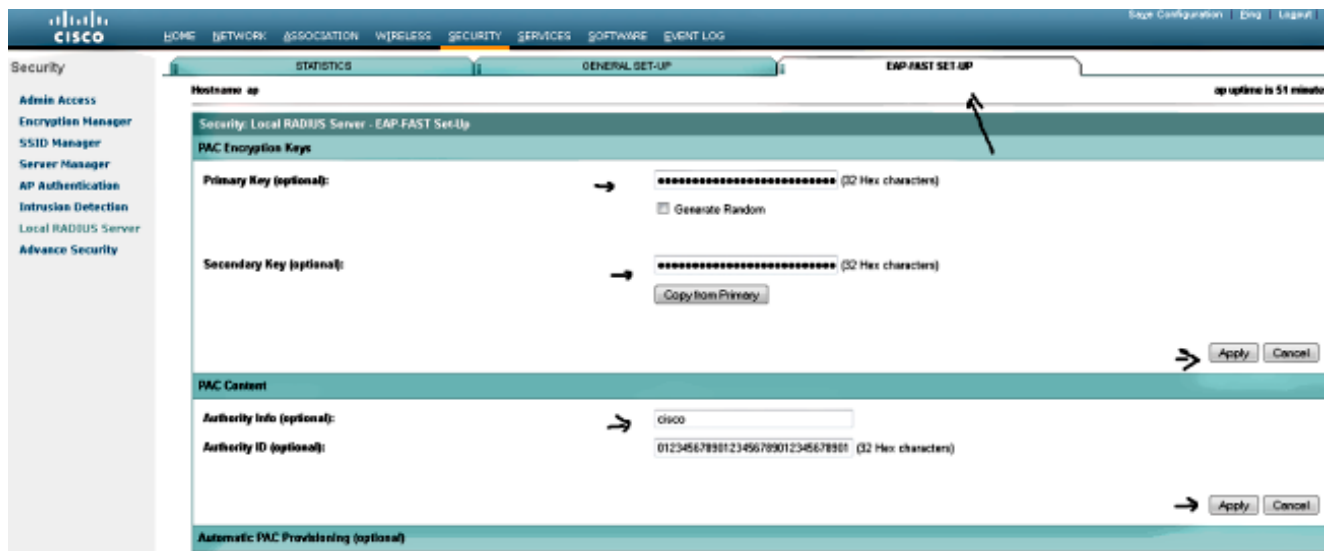 Save Configuration | Ping | Logout |
CISCO
HOME NETWORK ASSOCIATION WIRELESS SECURITY SERVICES SOFTWARE EVENT LOG
Security
STATISTICS GENERAL SET-UP EAP-FAST SET-UP
Hostname ap ap uptime is 51 minute
Admin Access
Encryption Manager
SSID Manager
Server Manager
AP Authentication
Intrusion Detection
Local RADIUS Server
Advance Security
Security: Local RADIUS Server - EAP-FAST Set-Up
PAC Encryption Keys
Primary Key (optional): (32 Hex characters)
Generate Random
Secondary Key (optional): (32 Hex characters)
Copy from Primary
Apply Cancel
PAC Content
Authority Info (optional): cisco
Authority ID (optional): 01234567890123456789012345678901 (32 Hex characters)
Apply Cancel
Automatic PAC Provisioning (optional)